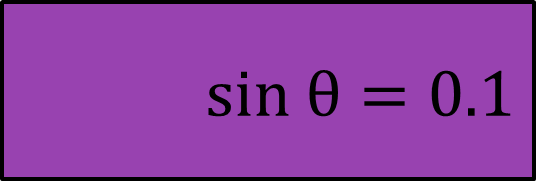 sin θ = 0.1